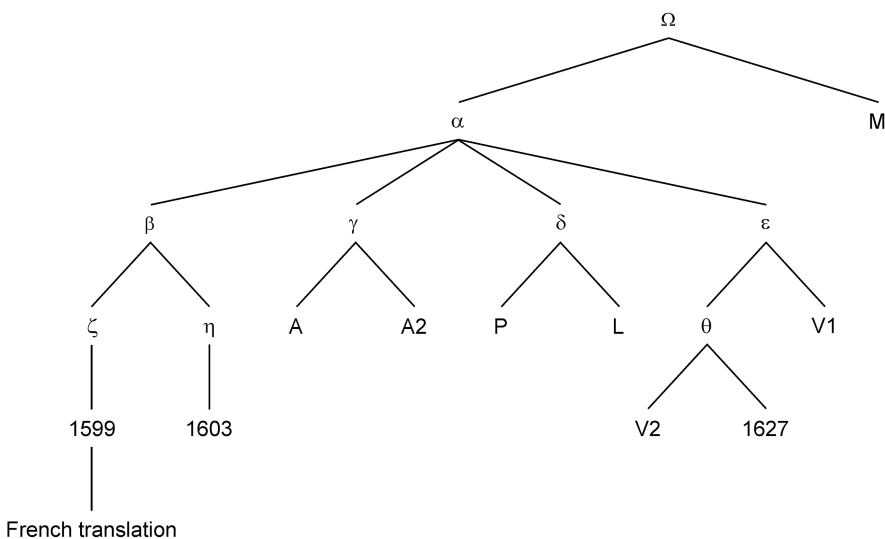 Ω
α M
β γ δ ε
ζ η A A2 P L θ V1
1599 1603 V2 1627
French translation